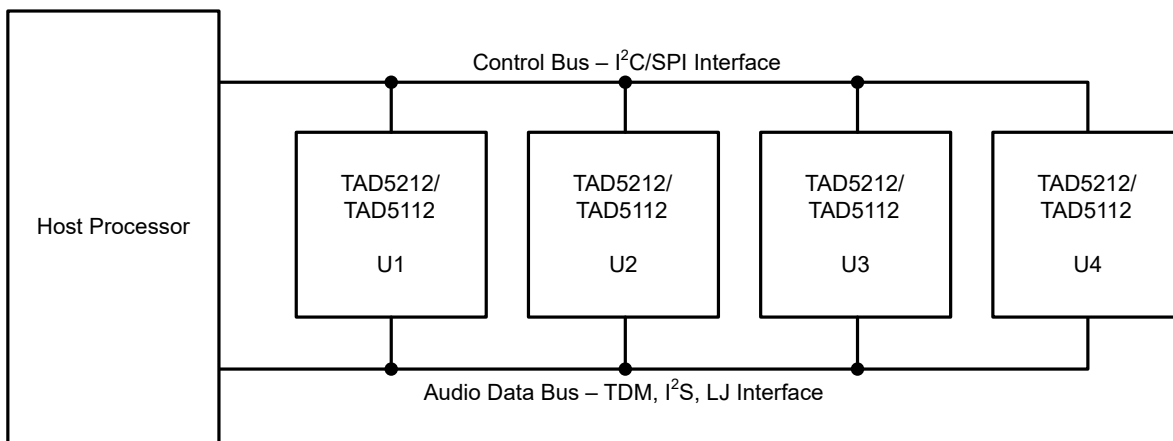 Control Bus – I²C/SPI Interface
Host Processor
TAD5212/
TAD5112
U1
TAD5212/
TAD5112
U2
TAD5212/
TAD5112
U3
TAD5212/
TAD5112
U4
Audio Data Bus – TDM, I²S, LJ Interface